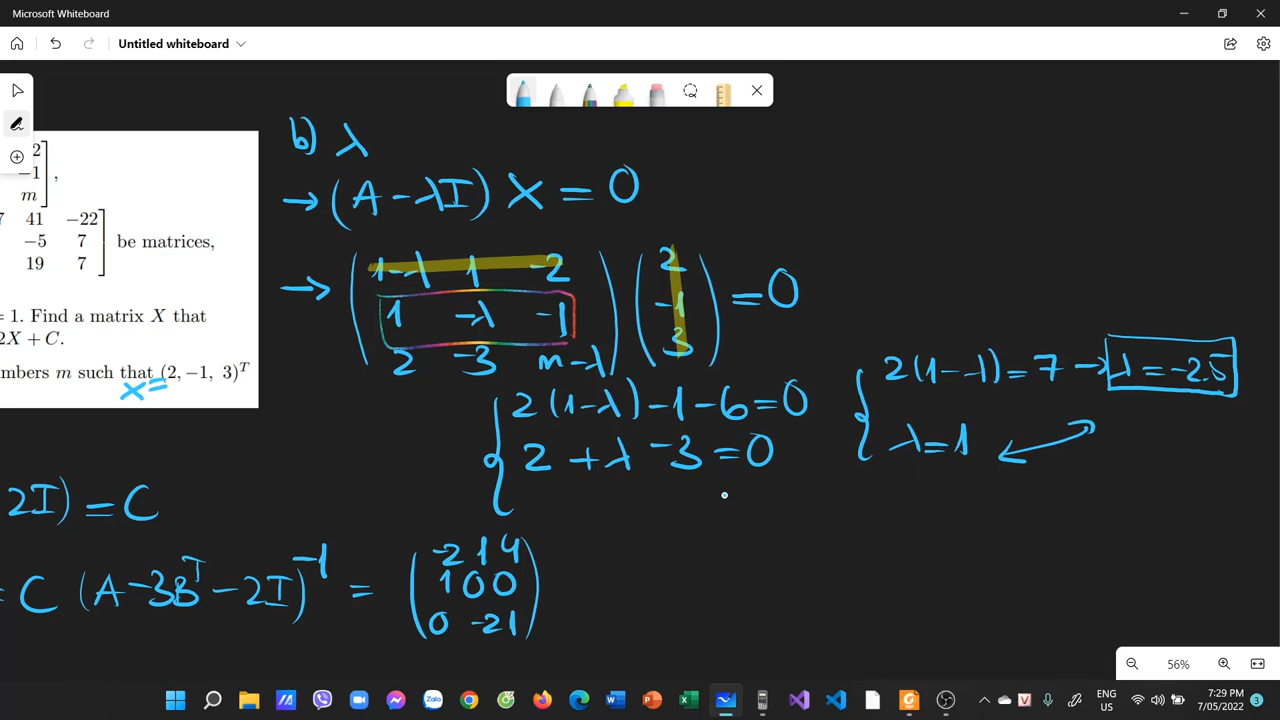 Microsoft Whiteboard
Untitled whiteboard
2
-1 ,
m
7 41 -22
-5 7 be matrices,
19 7
= 1. Find a matrix X that
2X + C.
mbers m such that (2, -1, 3)^T
x=
b) λ
→ (A - λI) X = 0
→ ( 1-λ 1 -2 ) ( 2 )
( 1 -λ -1 ) ( -1 ) = 0
( 2 -3 m-λ ) ( 3 )
{ 2(1-λ) - 1 - 6 = 0
2 + λ - 3 = 0
{ 2(1-λ) = 7 → λ = -2.5
λ = 1
2I) = C
= C (A - 3B^T - 2I)^-1 = ( -2 1 4 )
( 1 0 0 )
( 0 -2 1 )
56%
ENG
US
7:29 PM
7/05/2022
3